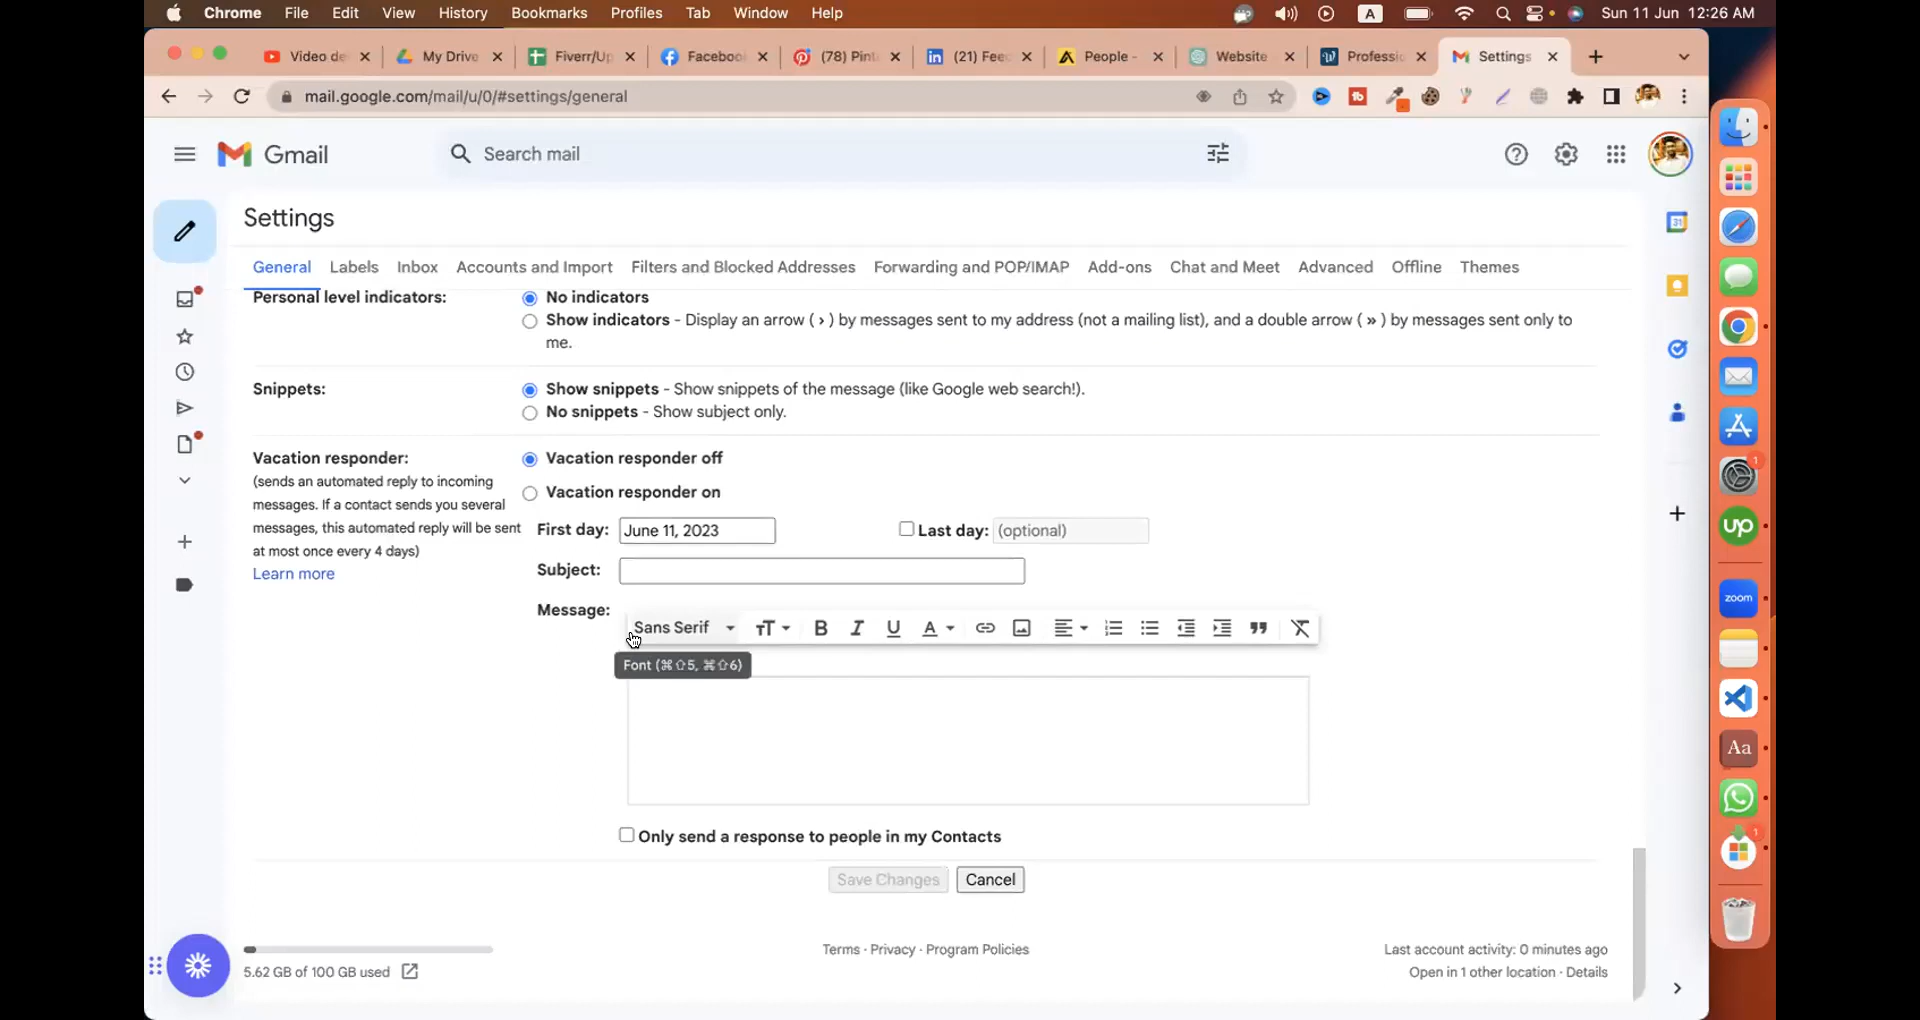 Chrome File Edit View History Bookmarks Profiles Tab Window Help A Sun 11 Jun 12:26 AM
Video de My Drive Fiverr/Up Facebook (78) Pint (21) Feed People - Website Professio Settings
mail.google.com/mail/u/0/#settings/general
Gmail Search mail
Settings
General Labels Inbox Accounts and Import Filters and Blocked Addresses Forwarding and POP/IMAP Add-ons Chat and Meet Advanced Offline Themes
Personal level indicators: No indicators
Show indicators - Display an arrow ( › ) by messages sent to my address (not a mailing list), and a double arrow ( » ) by messages sent only to
me.
Snippets: Show snippets - Show snippets of the message (like Google web search!).
No snippets - Show subject only.
Vacation responder: Vacation responder off
(sends an automated reply to incoming
messages. If a contact sends you several
messages, this automated reply will be sent
at most once every 4 days)
Learn more
Vacation responder on
First day: June 11, 2023 Last day: (optional)
Subject:
Message:
Sans Serif
Font (⌘⇧5, ⌘⇧6)
Only send a response to people in my Contacts
Save Changes Cancel
5.62 GB of 100 GB used
Terms · Privacy · Program Policies
Last account activity: 0 minutes ago
Open in 1 other location · Details
31
up
zoom
Aa
1
1